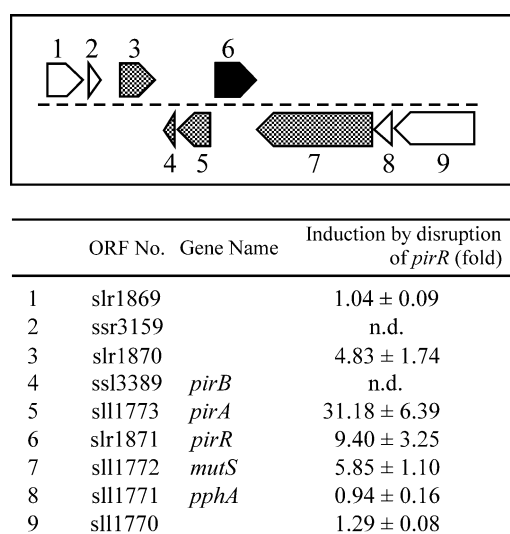 1 2 3 6
4 5 7 8 9
ORF No. Gene Name Induction by disruption of pirR (fold)
1 slr1869 1.04 ± 0.09
2 ssr3159 n.d.
3 slr1870 4.83 ± 1.74
4 ssl3389 pirB n.d.
5 sll1773 pirA 31.18 ± 6.39
6 slr1871 pirR 9.40 ± 3.25
7 sll1772 mutS 5.85 ± 1.10
8 sll1771 pphA 0.94 ± 0.16
9 sll1770 1.29 ± 0.08